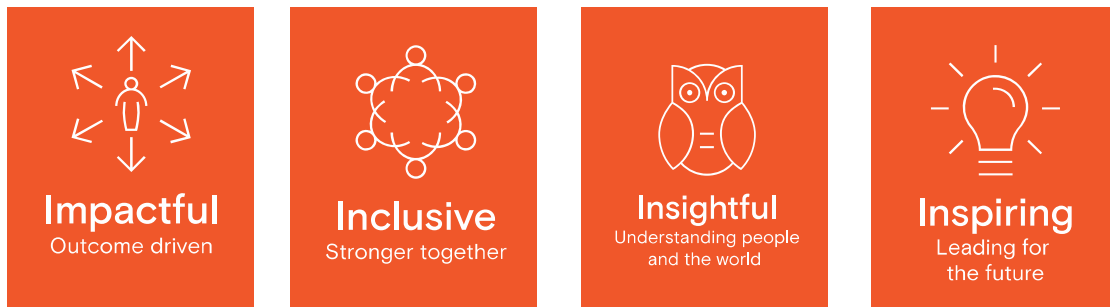 Impactful
Outcome driven
Inclusive
Stronger together
Insightful
Understanding people
and the world
Inspiring
Leading for
the future